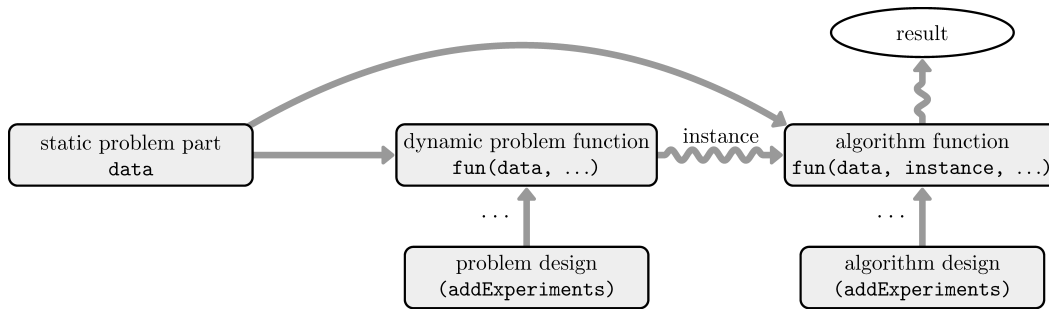 result
static problem part
data
dynamic problem function
fun(data, ...)
instance
algorithm function
fun(data, instance, ...)
...
...
problem design
(addExperiments)
algorithm design
(addExperiments)